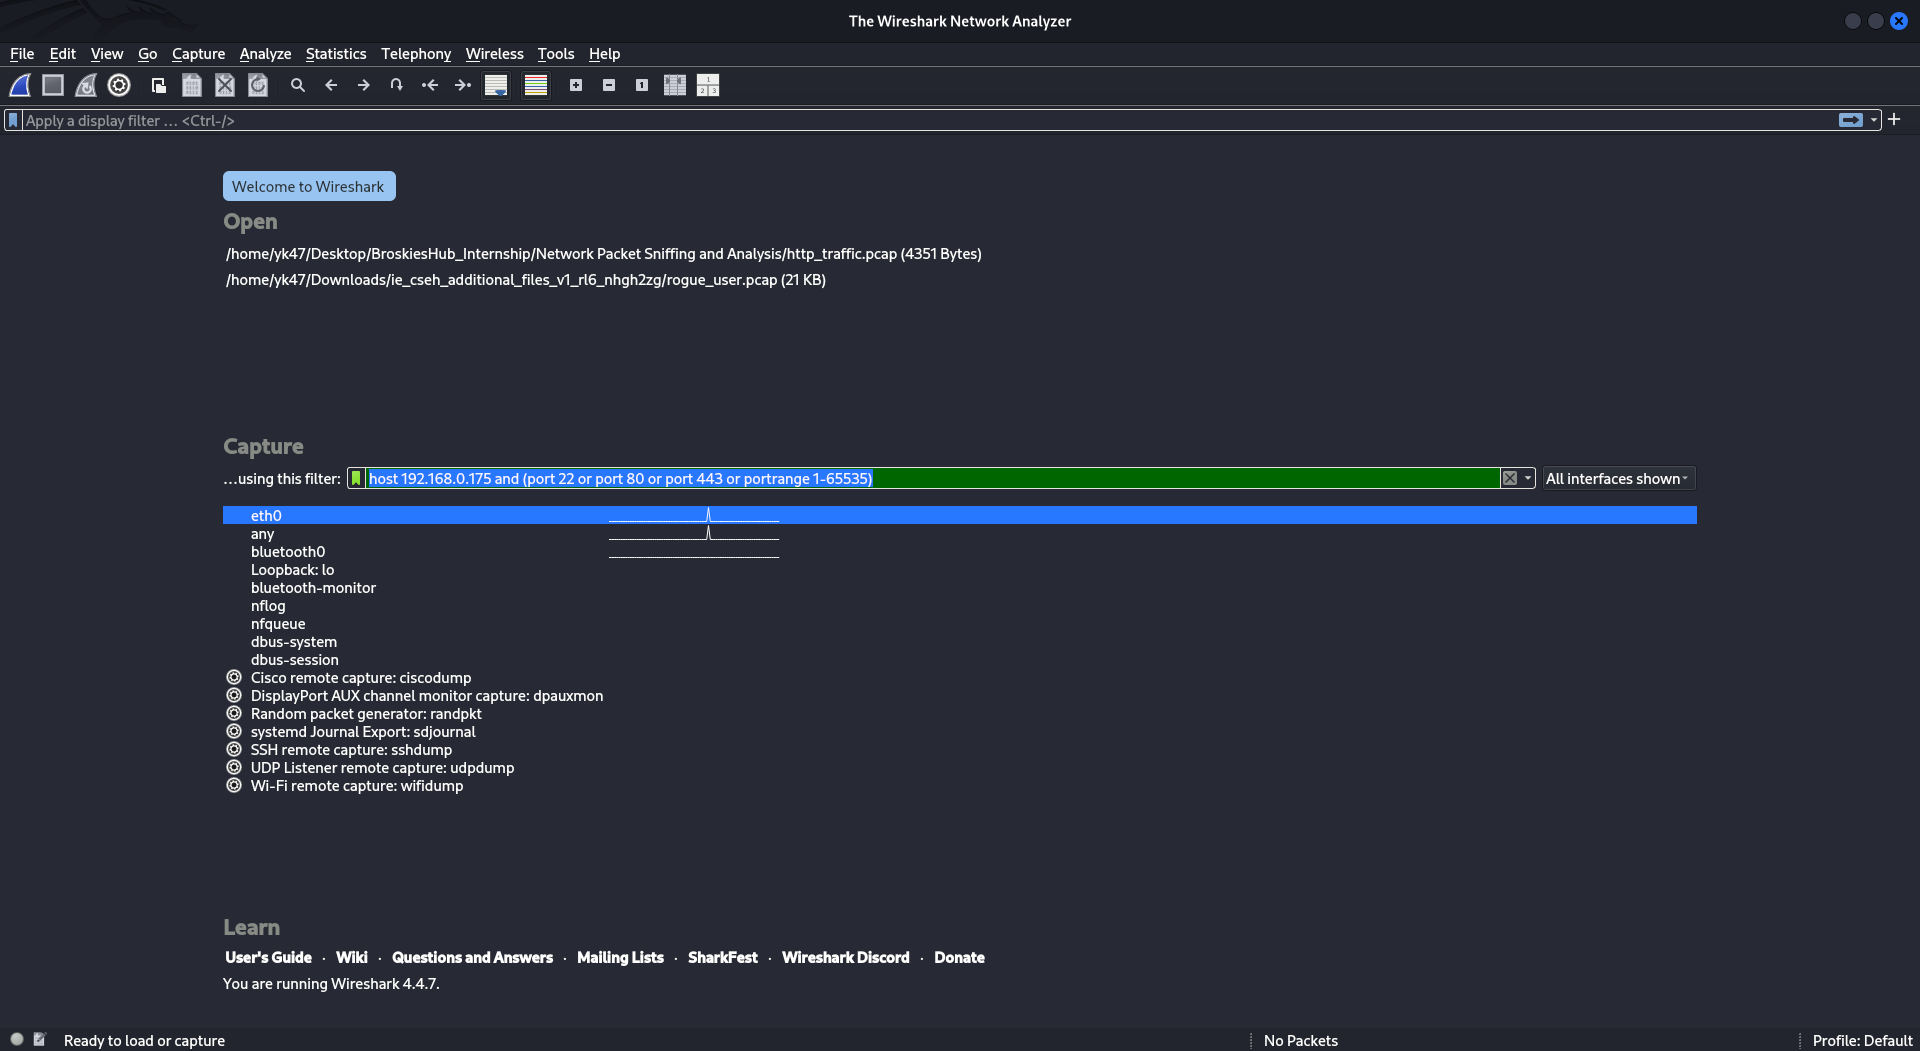 The Wireshark Network Analyzer
File Edit View Go Capture Analyze Statistics Telephony Wireless Tools Help
Apply a display filter … <Ctrl-/>
Welcome to Wireshark
Open
/home/yk47/Desktop/BroskiesHub_Internship/Network Packet Sniffing and Analysis/http_traffic.pcap (4351 Bytes)
/home/yk47/Downloads/ie_cseh_additional_files_v1_rl6_nhgh2zg/rogue_user.pcap (21 KB)
Capture
…using this filter: host 192.168.0.175 and (port 22 or port 80 or port 443 or portrange 1-65535) All interfaces shown
eth0
any
bluetooth0
Loopback: lo
bluetooth-monitor
nflog
nfqueue
dbus-system
dbus-session
Cisco remote capture: ciscodump
DisplayPort AUX channel monitor capture: dpauxmon
Random packet generator: randpkt
systemd Journal Export: sdjournal
SSH remote capture: sshdump
UDP Listener remote capture: udpdump
Wi-Fi remote capture: wifidump
Learn
User's Guide · Wiki · Questions and Answers · Mailing Lists · SharkFest · Wireshark Discord · Donate
You are running Wireshark 4.4.7.
Ready to load or capture No Packets Profile: Default